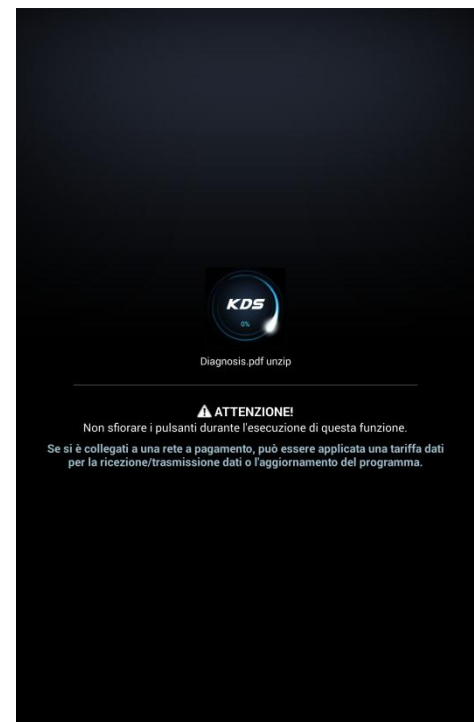 KDS
0%
Diagnosis.pdf unzip
ATTENZIONE!
Non sfiorare i pulsanti durante l'esecuzione di questa funzione.
Se si è collegati a una rete a pagamento, può essere applicata una tariffa dati
per la ricezione/trasmissione dati o l'aggiornamento del programma.